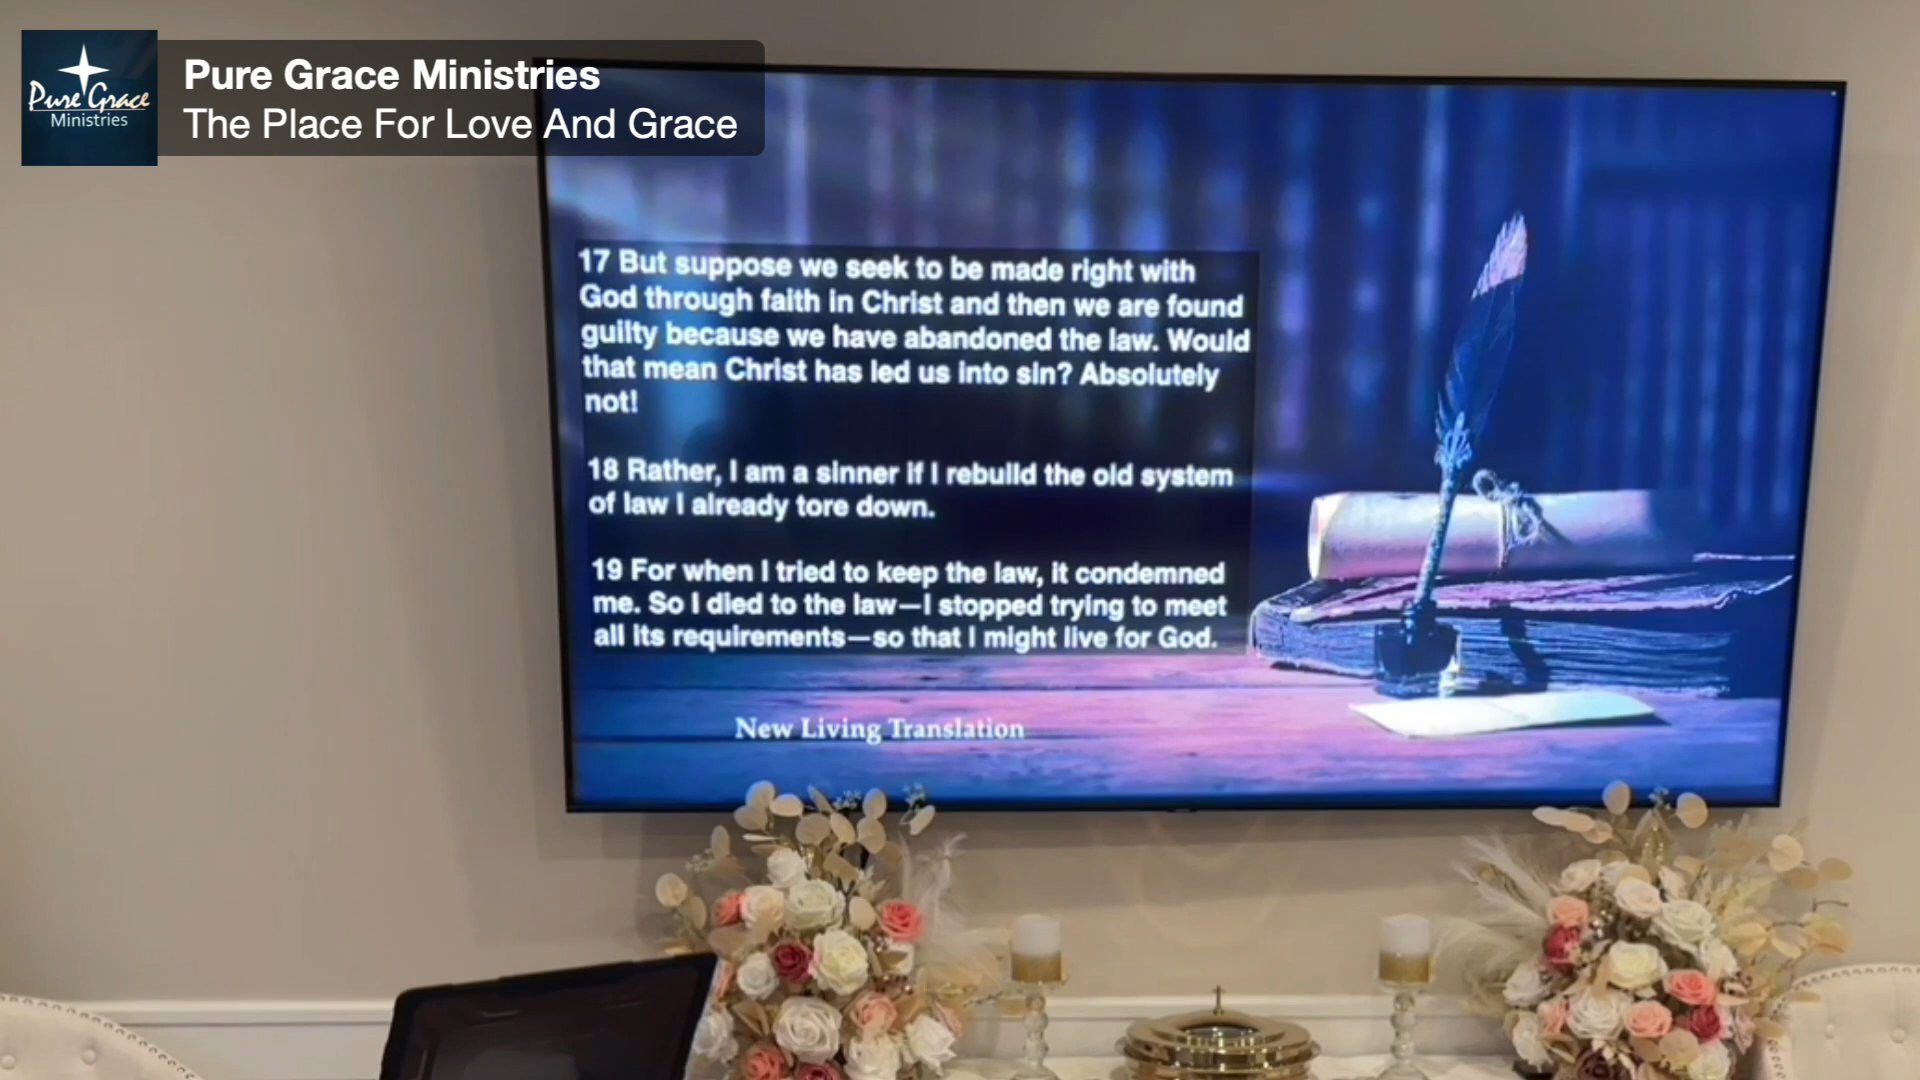 Pure Grace
Ministries
Pure Grace Ministries
The Place For Love And Grace
17 But suppose we seek to be made right with
God through faith in Christ and then we are found
guilty because we have abandoned the law. Would
that mean Christ has led us into sin? Absolutely
not!
18 Rather, I am a sinner if I rebuild the old system
of law I already tore down.
19 For when I tried to keep the law, it condemned
me. So I died to the law—I stopped trying to meet
all its requirements—so that I might live for God.
New Living Translation